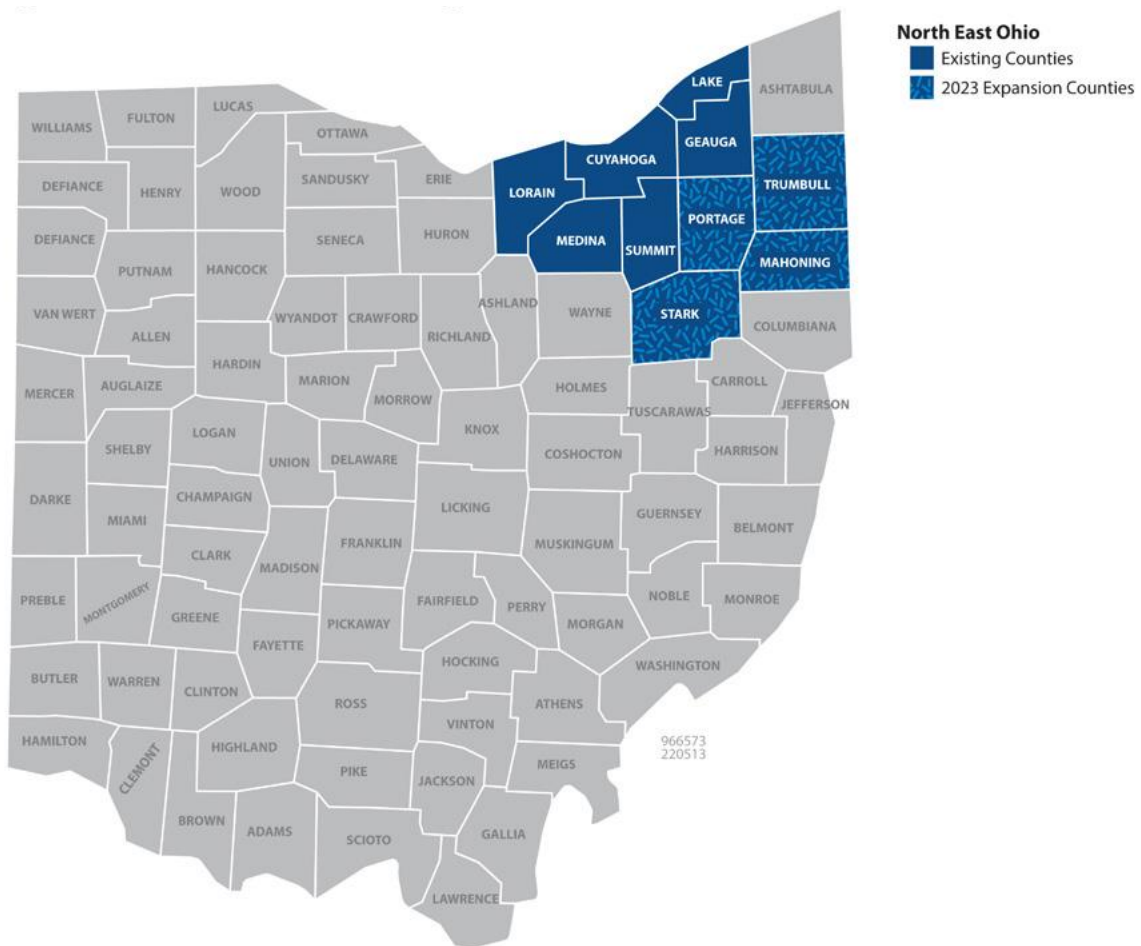 North East Ohio
Existing Counties
2023 Expansion Counties
LAKE
ASHTABULA
LUCAS
FULTON
WILLIAMS
OTTAWA
GEAUGA
CUYAHOGA
SANDUSKY
ERIE
DEFIANCE
HENRY
WOOD
LORAIN
TRUMBULL
PORTAGE
HURON
DEFIANCE
SENECA
MEDINA
SUMMIT
MAHONING
PUTNAM
HANCOCK
ASHLAND
VAN WERT
WYANDOT
CRAWFORD
WAYNE
STARK
COLUMBIANA
ALLEN
RICHLAND
HARDIN
MERCER
AUGLAIZE
MARION
MORROW
HOLMES
CARROLL
TUSCARAWAS
JEFFERSON
LOGAN
KNOX
SHELBY
UNION
DELAWARE
COSHOCTON
HARRISON
DARKE
CHAMPAIGN
LICKING
GUERNSEY
BELMONT
MIAMI
FRANKLIN
MUSKINGUM
CLARK
MADISON
PREBLE
MONTGOMERY
GREENE
FAIRFIELD
PERRY
NOBLE
MONROE
PICKAWAY
MORGAN
FAYETTE
HOCKING
WASHINGTON
BUTLER
WARREN
CLINTON
ROSS
ATHENS
VINTON
HAMILTON
HIGHLAND
966573
220513
CLEMONT
PIKE
JACKSON
MEIGS
BROWN
ADAMS
SCIOTO
GALLIA
LAWRENCE